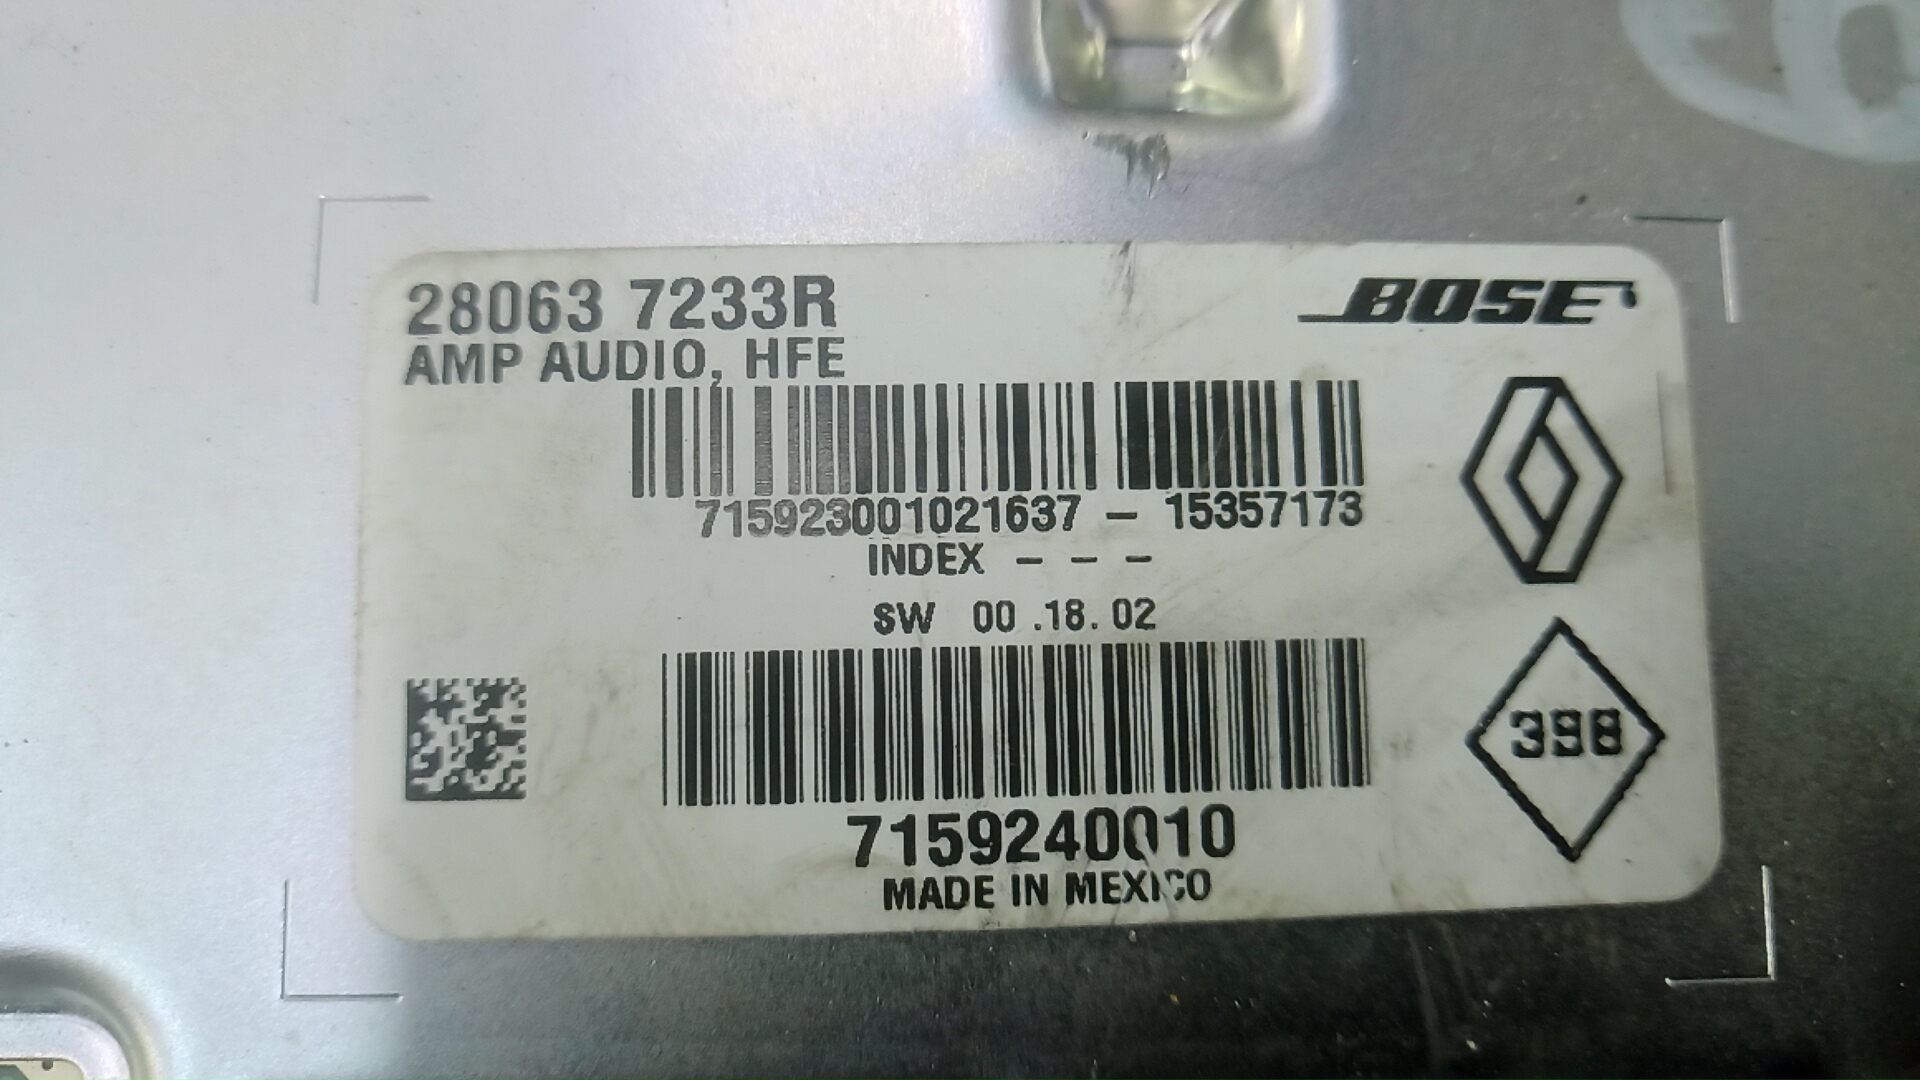 28063 7233R
BOSE
AMP AUDIO, HFE
715923001021637 – 15357173
INDEX – – –
SW 00 .18. 02
398
7159240010
MADE IN MEXICO